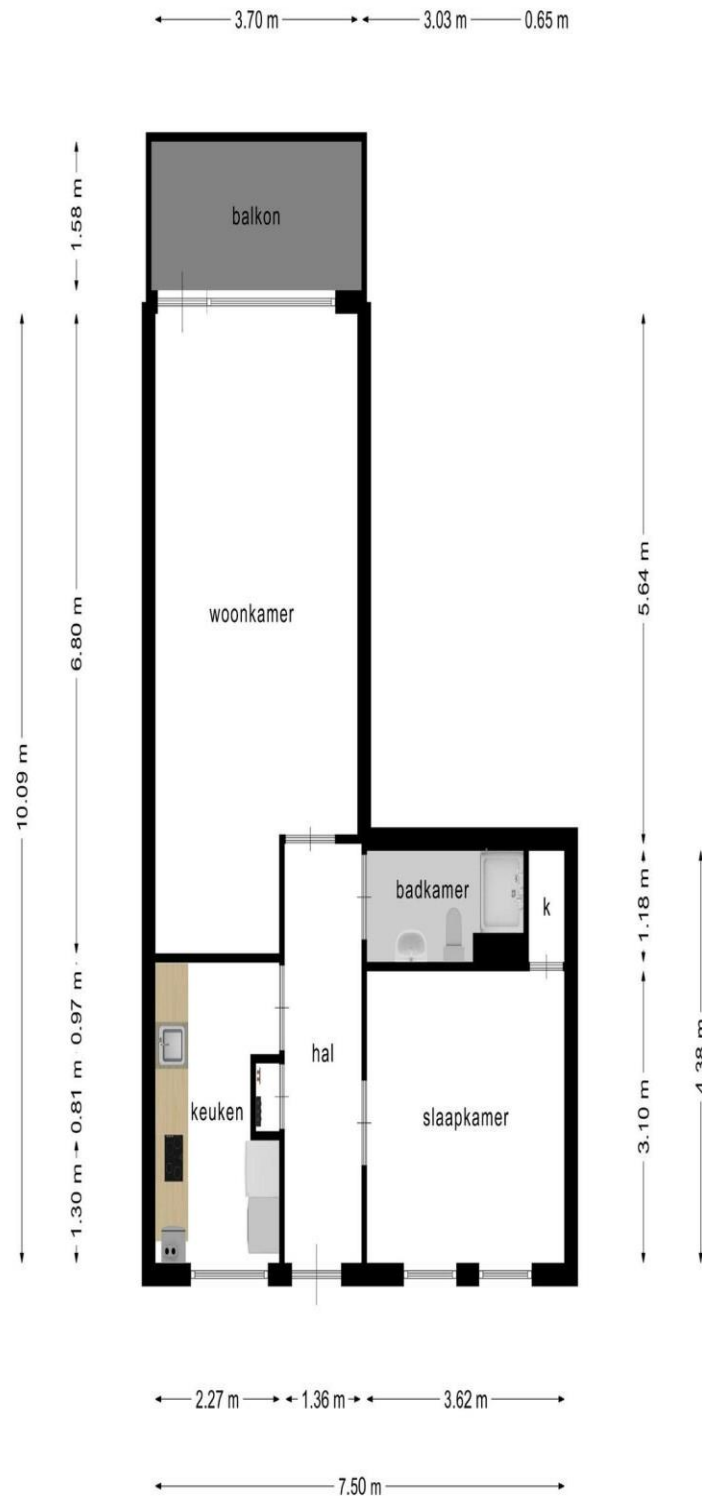 3.70 m 3.03 m 0.65 m
1.58 m
balkon
6.80 m
10.09 m
woonkamer
5.64 m
badkamer
k
1.18 m
0.97 m
0.81 m
1.30 m
hal
keuken
slaapkamer
3.10 m
4.38 m
2.27 m 1.36 m 3.62 m
7.50 m